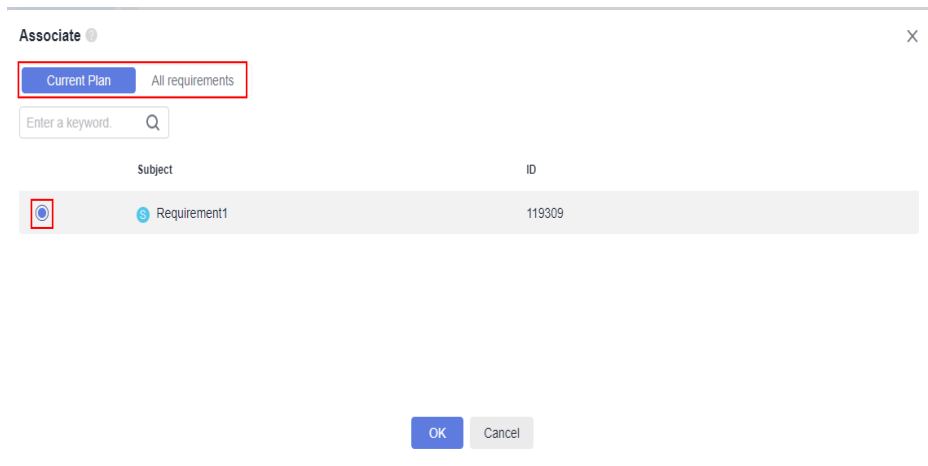 Associate ?
Current Plan All requirements
Enter a keyword.
Subject ID
S Requirement1 119309
OK Cancel